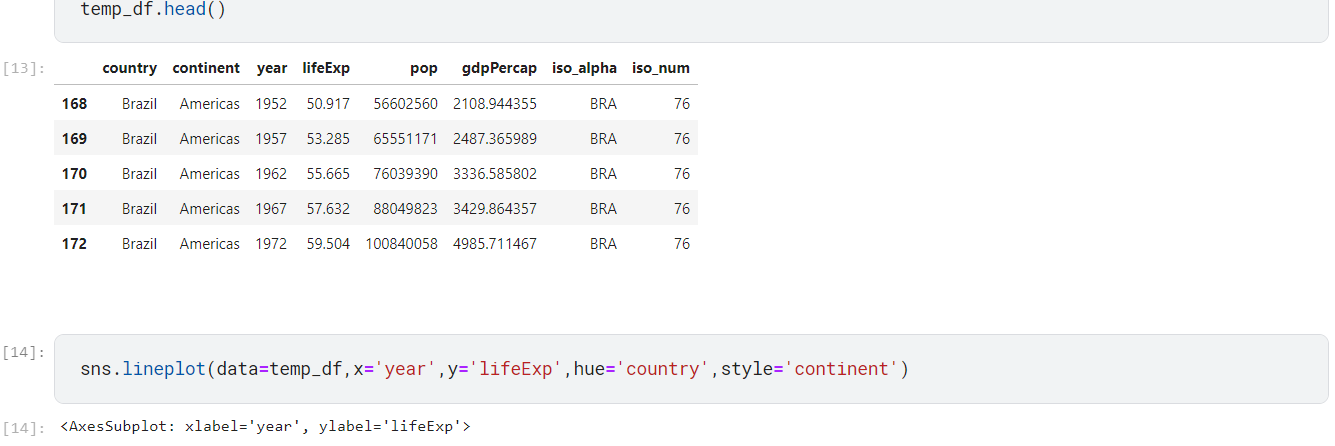 temp_df.head()
[13]:
country continent year lifeExp pop gdpPercap iso_alpha iso_num
168 Brazil Americas 1952 50.917 56602560 2108.944355 BRA 76
169 Brazil Americas 1957 53.285 65551171 2487.365989 BRA 76
170 Brazil Americas 1962 55.665 76039390 3336.585802 BRA 76
171 Brazil Americas 1967 57.632 88049823 3429.864357 BRA 76
172 Brazil Americas 1972 59.504 100840058 4985.711467 BRA 76
[14]:
sns.lineplot(data=temp_df,x='year',y='lifeExp',hue='country',style='continent')
[14]: <AxesSubplot: xlabel='year', ylabel='lifeExp'>